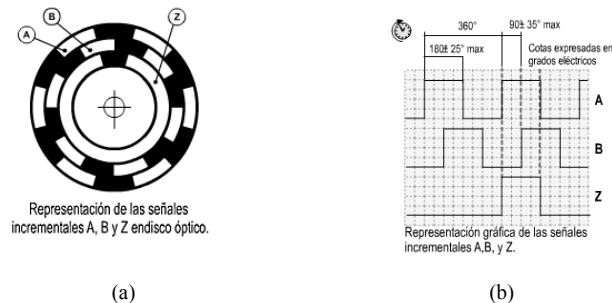 A
B
Z
Representación de las señales
incrementales A, B y Z endisco óptico.
(a)
360°
90± 35° max
180± 25° max
Cotas expresadas en
grados eléctricos
A
B
Z
Representación gráfica de las señales
incrementales A,B, y Z.
(b)